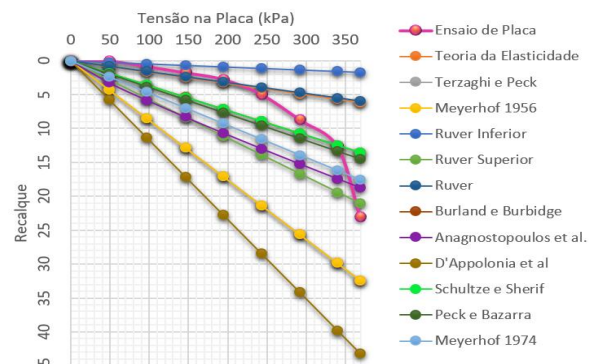 Tensão na Placa (kPa)
0 50 100 150 200 250 300 350
0
5
10
15
20
25
30
35
40
45
Recalque
Ensaio de Placa
Teoria da Elasticidade
Terzaghi e Peck
Meyerhof 1956
Ruver Inferior
Ruver Superior
Ruver
Burland e Burbidge
Anagnostopoulos et al.
D'Appolonia et al
Schultze e Sherif
Peck e Bazarra
Meyerhof 1974